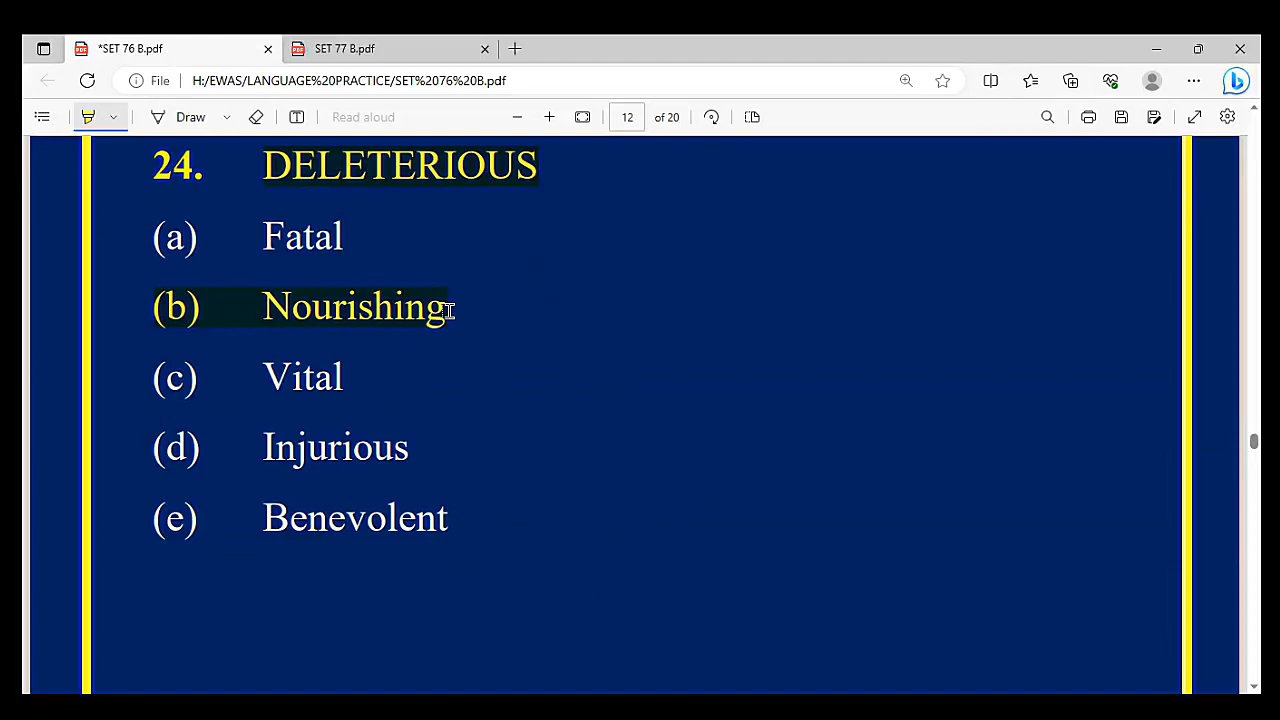 *SET 76 B.pdf
SET 77 B.pdf
File H:/EWAS/LANGUAGE%20PRACTICE/SET%2076%20B.pdf
Draw Read aloud 12 of 20
24. DELETERIOUS
(a) Fatal
(b) Nourishing
(c) Vital
(d) Injurious
(e) Benevolent